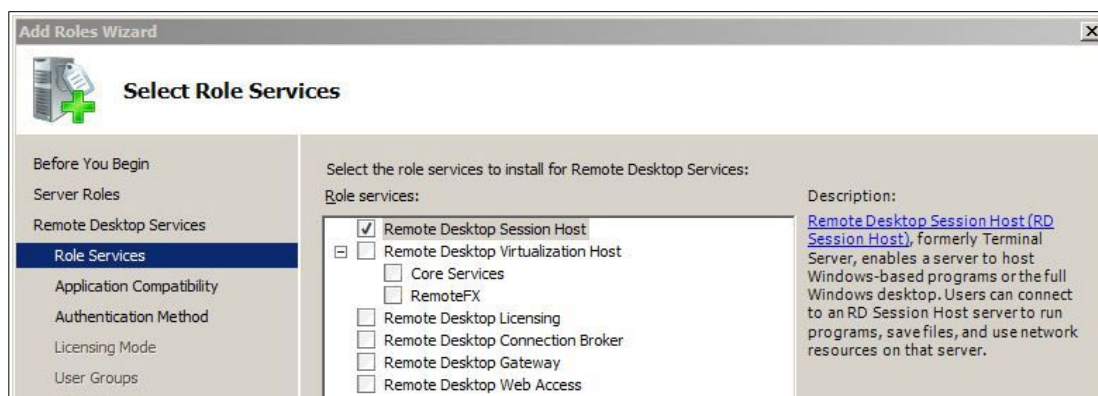 Add Roles Wizard
Select Role Services
Before You Begin
Server Roles
Remote Desktop Services
Role Services
Application Compatibility
Authentication Method
Licensing Mode
User Groups
Select the role services to install for Remote Desktop Services:
Role services:
Remote Desktop Session Host
Remote Desktop Virtualization Host
Core Services
RemoteFX
Remote Desktop Licensing
Remote Desktop Connection Broker
Remote Desktop Gateway
Remote Desktop Web Access
Description:
Remote Desktop Session Host (RD
Session Host), formerly Terminal
Server, enables a server to host
Windows-based programs or the full
Windows desktop. Users can connect
to an RD Session Host server to run
programs, save files, and use network
resources on that server.